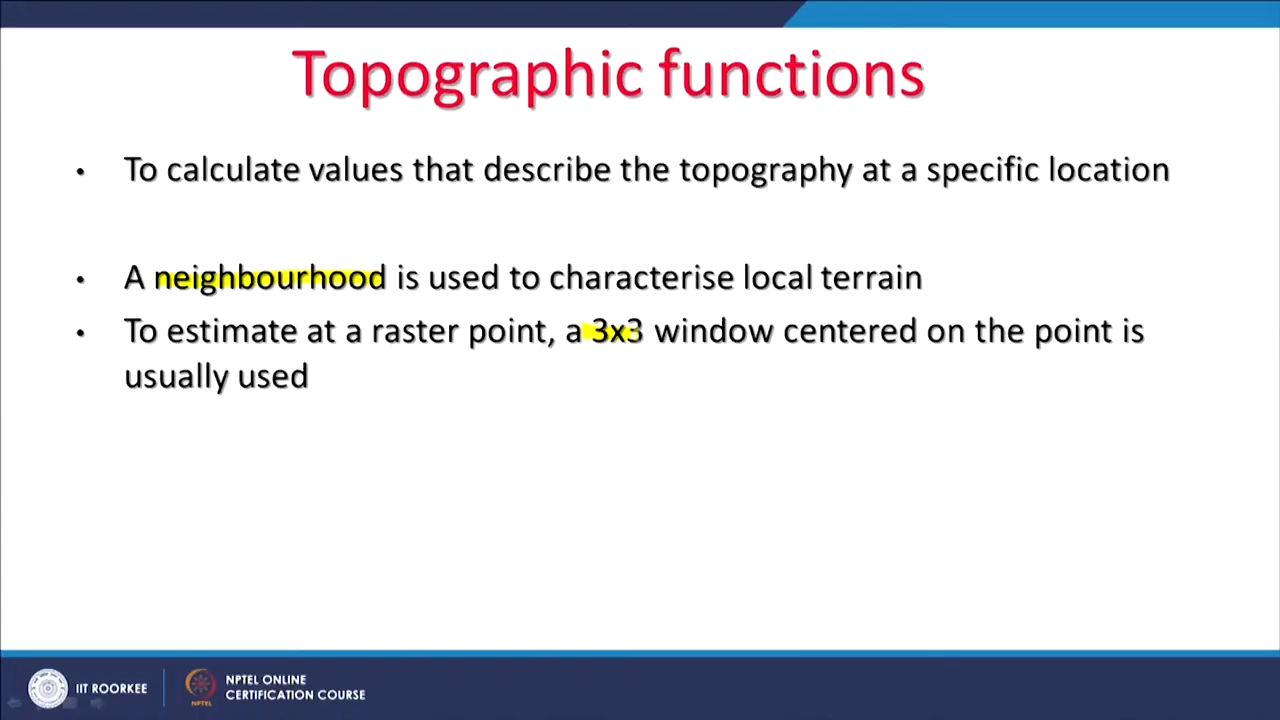 Topographic functions
• To calculate values that describe the topography at a specific location
• A neighbourhood is used to characterise local terrain
• To estimate at a raster point, a 3x3 window centered on the point is
usually used
IIT ROORKEE
NPTEL ONLINE
CERTIFICATION COURSE
NPTEL